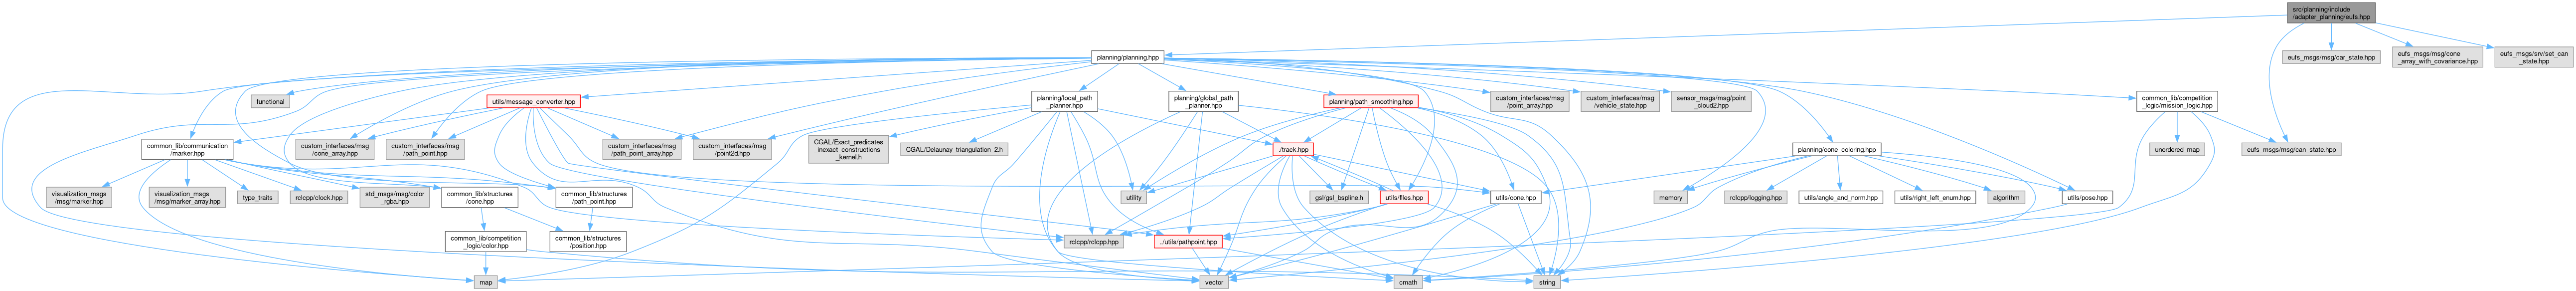 src/planning/include
/adapter_planning/eufs.hpp
planning/planning.hpp
eufs_msgs/msg/car_state.hpp
eufs_msgs/msg/cone
_array_with_covariance.hpp
eufs_msgs/srv/set_can
_state.hpp
functional
utils/message_converter.hpp
planning/local_path
_planner.hpp
planning/global_path
_planner.hpp
planning/path_smoothing.hpp
custom_interfaces/msg
/point_array.hpp
custom_interfaces/msg
/vehicle_state.hpp
sensor_msgs/msg/point
_cloud2.hpp
common_lib/competition
_logic/mission_logic.hpp
common_lib/communication
/marker.hpp
custom_interfaces/msg
/cone_array.hpp
custom_interfaces/msg
/path_point.hpp
custom_interfaces/msg
/path_point_array.hpp
custom_interfaces/msg
/point2d.hpp
CGAL/Exact_predicates
_inexact_constructions
_kernel.h
CGAL/Delaunay_triangulation_2.h
./track.hpp
planning/cone_coloring.hpp
unordered_map
eufs_msgs/msg/can_state.hpp
visualization_msgs
/msg/marker.hpp
visualization_msgs
/msg/marker_array.hpp
type_traits
rclcpp/clock.hpp
std_msgs/msg/color
_rgba.hpp
common_lib/structures
/cone.hpp
common_lib/structures
/path_point.hpp
utility
gsl/gsl_bspline.h
utils/files.hpp
utils/cone.hpp
memory
rclcpp/logging.hpp
utils/angle_and_norm.hpp
utils/right_left_enum.hpp
algorithm
utils/pose.hpp
common_lib/competition
_logic/color.hpp
common_lib/structures
/position.hpp
rclcpp/rclcpp.hpp
../utils/pathpoint.hpp
map
vector
cmath
string